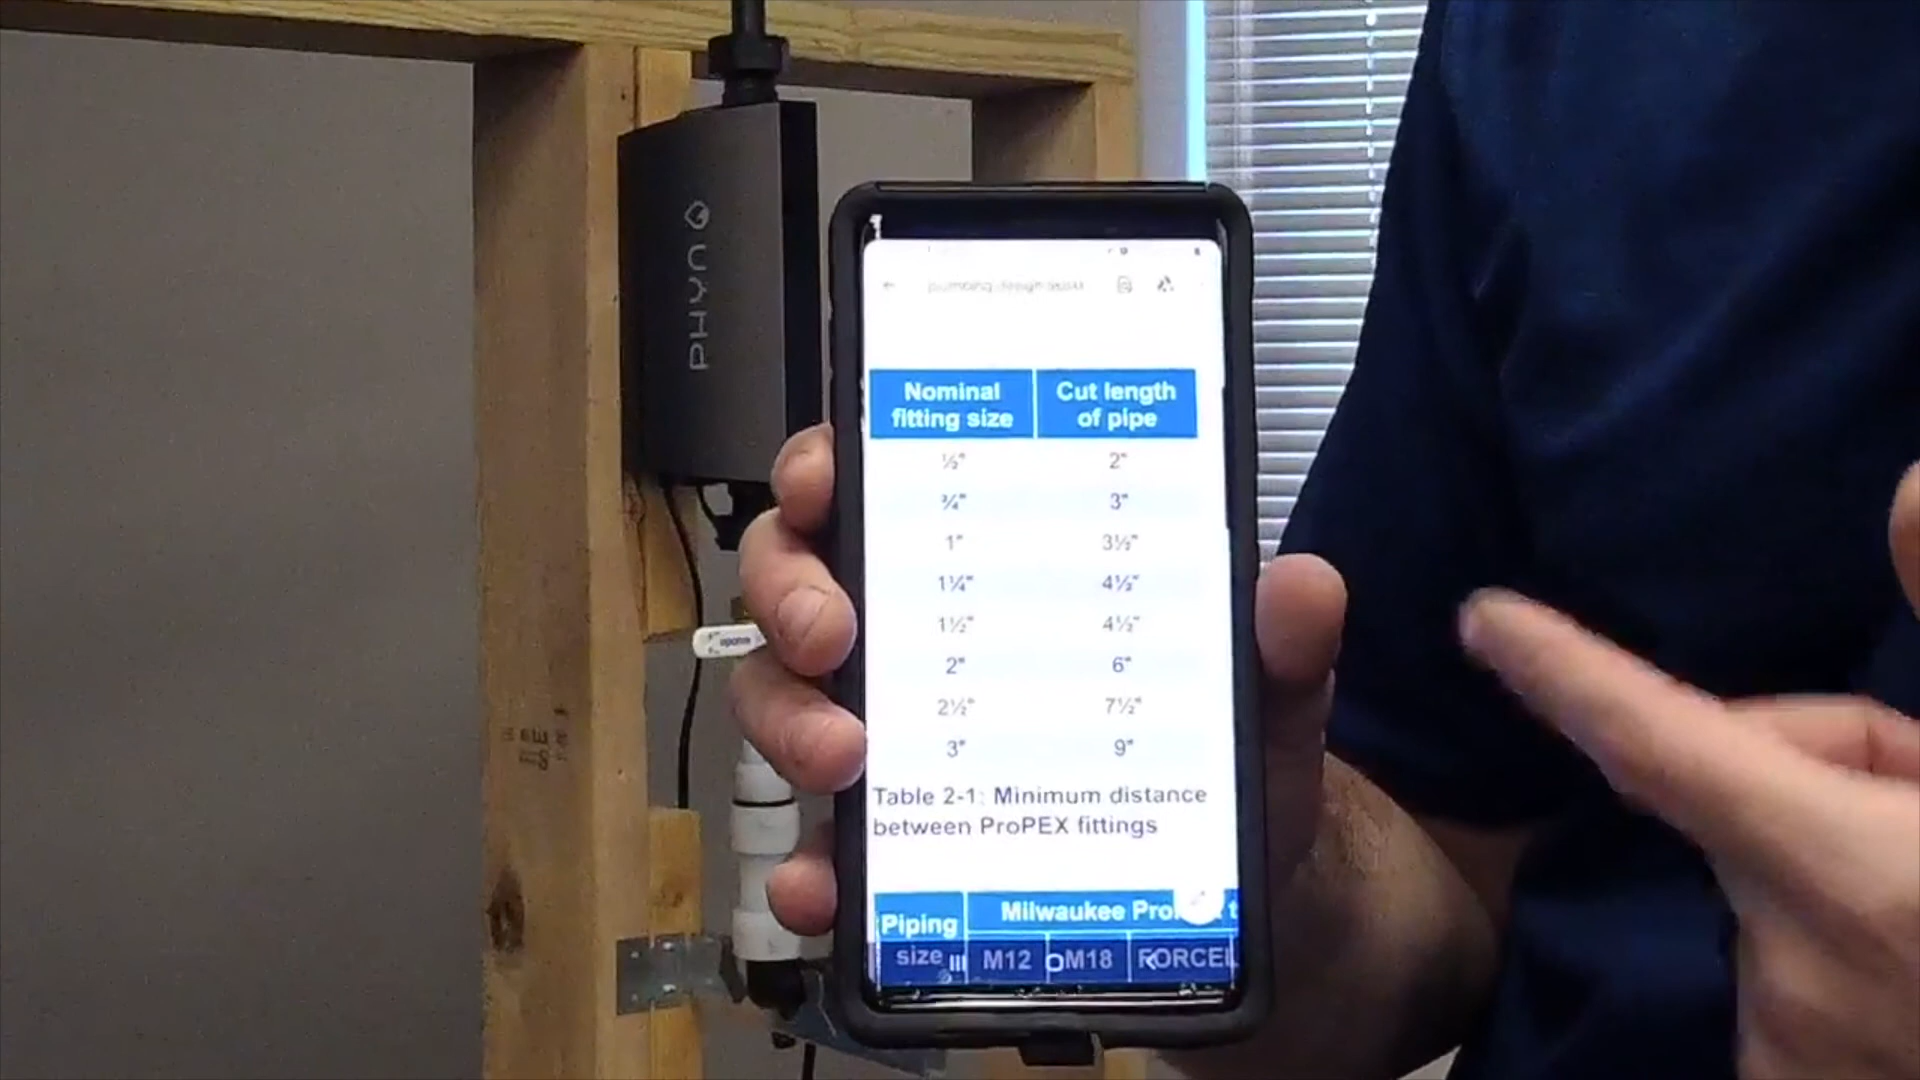 PHYN
Nominal
fitting size
Cut length
of pipe
½" 2"
¾" 3"
1" 3½"
1¼" 4½"
1½" 4½"
2" 6"
2½" 7½"
3" 9"
Table 2-1: Minimum distance
between ProPEX fittings
Piping
size
Milwaukee
M12 M18